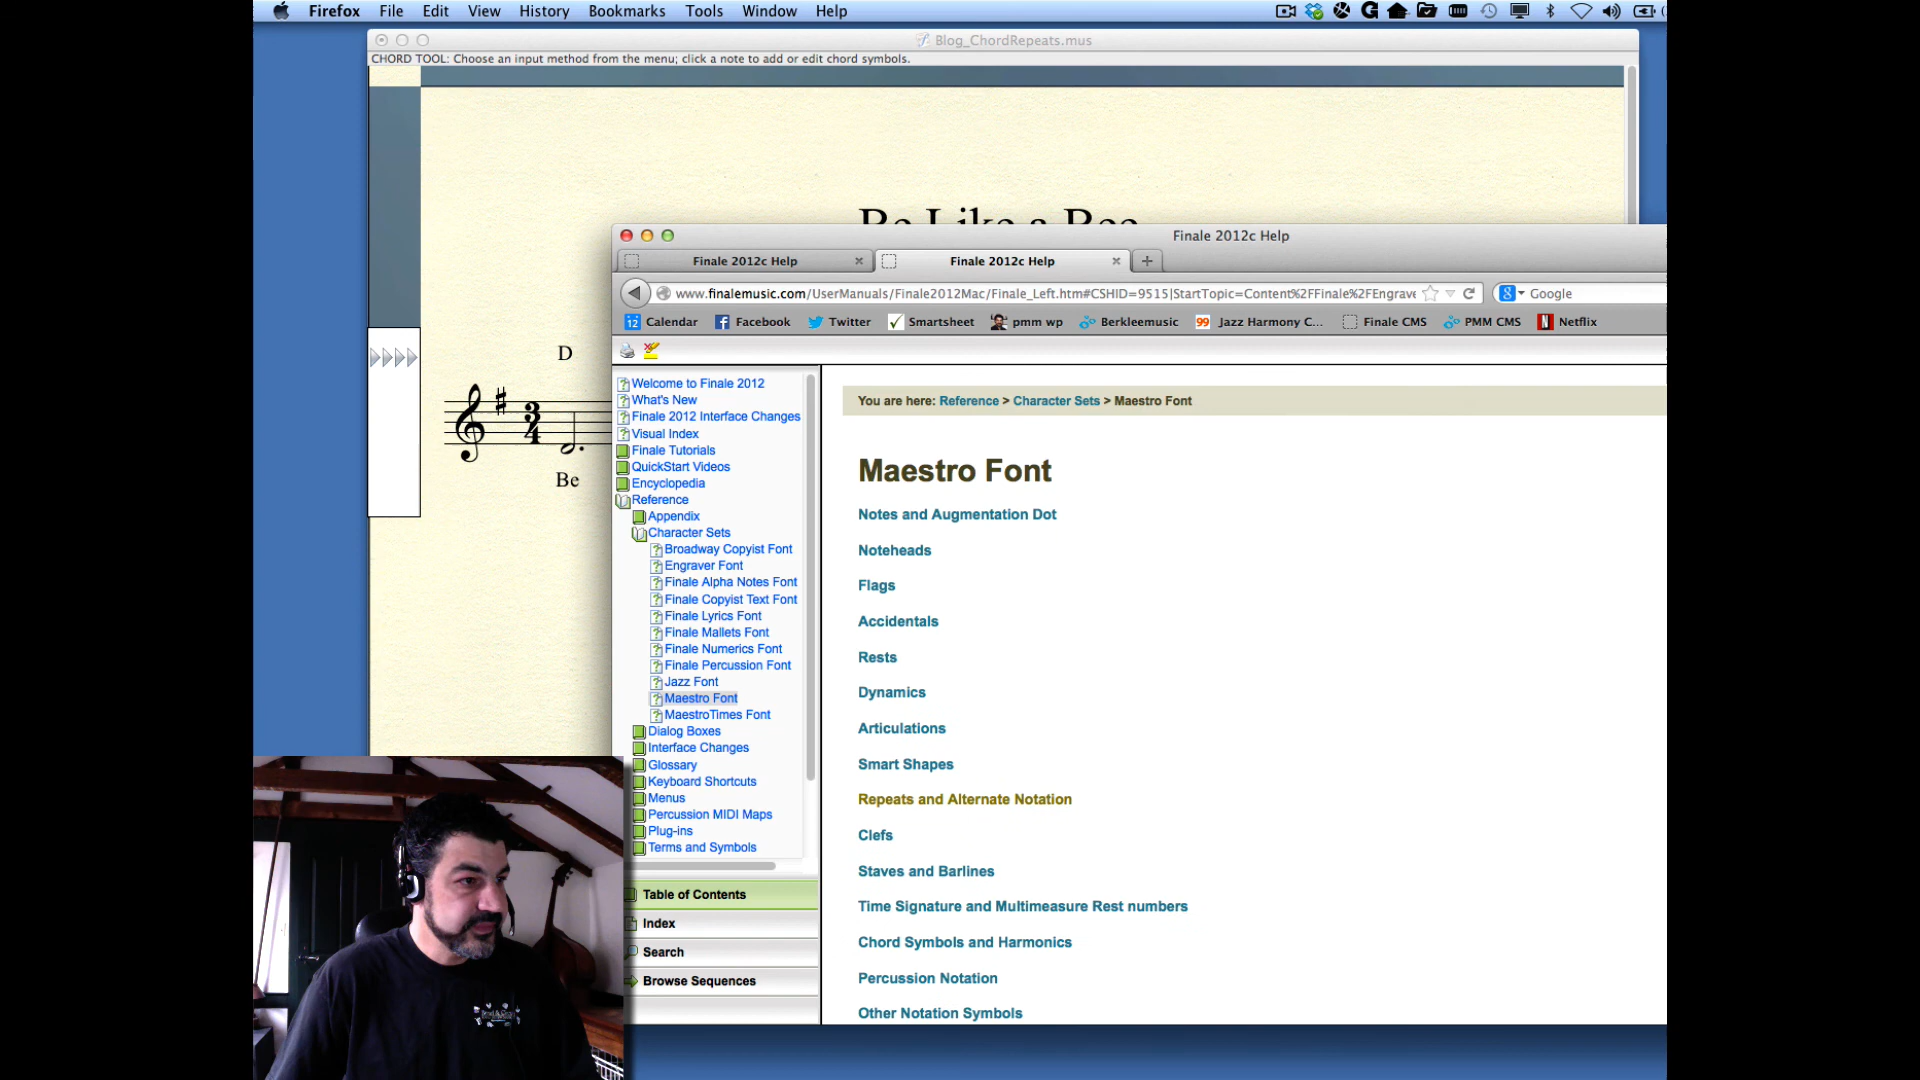 Firefox File Edit View History Bookmarks Tools Window Help
Blog_ChordRepeats.mus
CHORD TOOL: Choose an input method from the menu; click a note to add or edit chord symbols.
Be Like a Bee
D
3
4
Be
Finale 2012c Help
Finale 2012c Help
Finale 2012c Help
www.finalemusic.com/UserManuals/Finale2012Mac/Finale_Left.htm#CSHID=9515|StartTopic=Content%2FFinale%2FEngrave
Google
12 Calendar Facebook Twitter Smartsheet pmm wp Berkleemusic 99 Jazz Harmony C... Finale CMS PMM CMS Netflix
Welcome to Finale 2012
What's New
Finale 2012 Interface Changes
Visual Index
Finale Tutorials
QuickStart Videos
Encyclopedia
Reference
Appendix
Character Sets
Broadway Copyist Font
Engraver Font
Finale Alpha Notes Font
Finale Copyist Text Font
Finale Lyrics Font
Finale Mallets Font
Finale Numerics Font
Finale Percussion Font
Jazz Font
Maestro Font
MaestroTimes Font
Dialog Boxes
Interface Changes
Glossary
Keyboard Shortcuts
Menus
Percussion MIDI Maps
Plug-ins
Terms and Symbols
Table of Contents
Index
Search
Browse Sequences
You are here: Reference > Character Sets > Maestro Font
Maestro Font
Notes and Augmentation Dot
Noteheads
Flags
Accidentals
Rests
Dynamics
Articulations
Smart Shapes
Repeats and Alternate Notation
Clefs
Staves and Barlines
Time Signature and Multimeasure Rest numbers
Chord Symbols and Harmonics
Percussion Notation
Other Notation Symbols